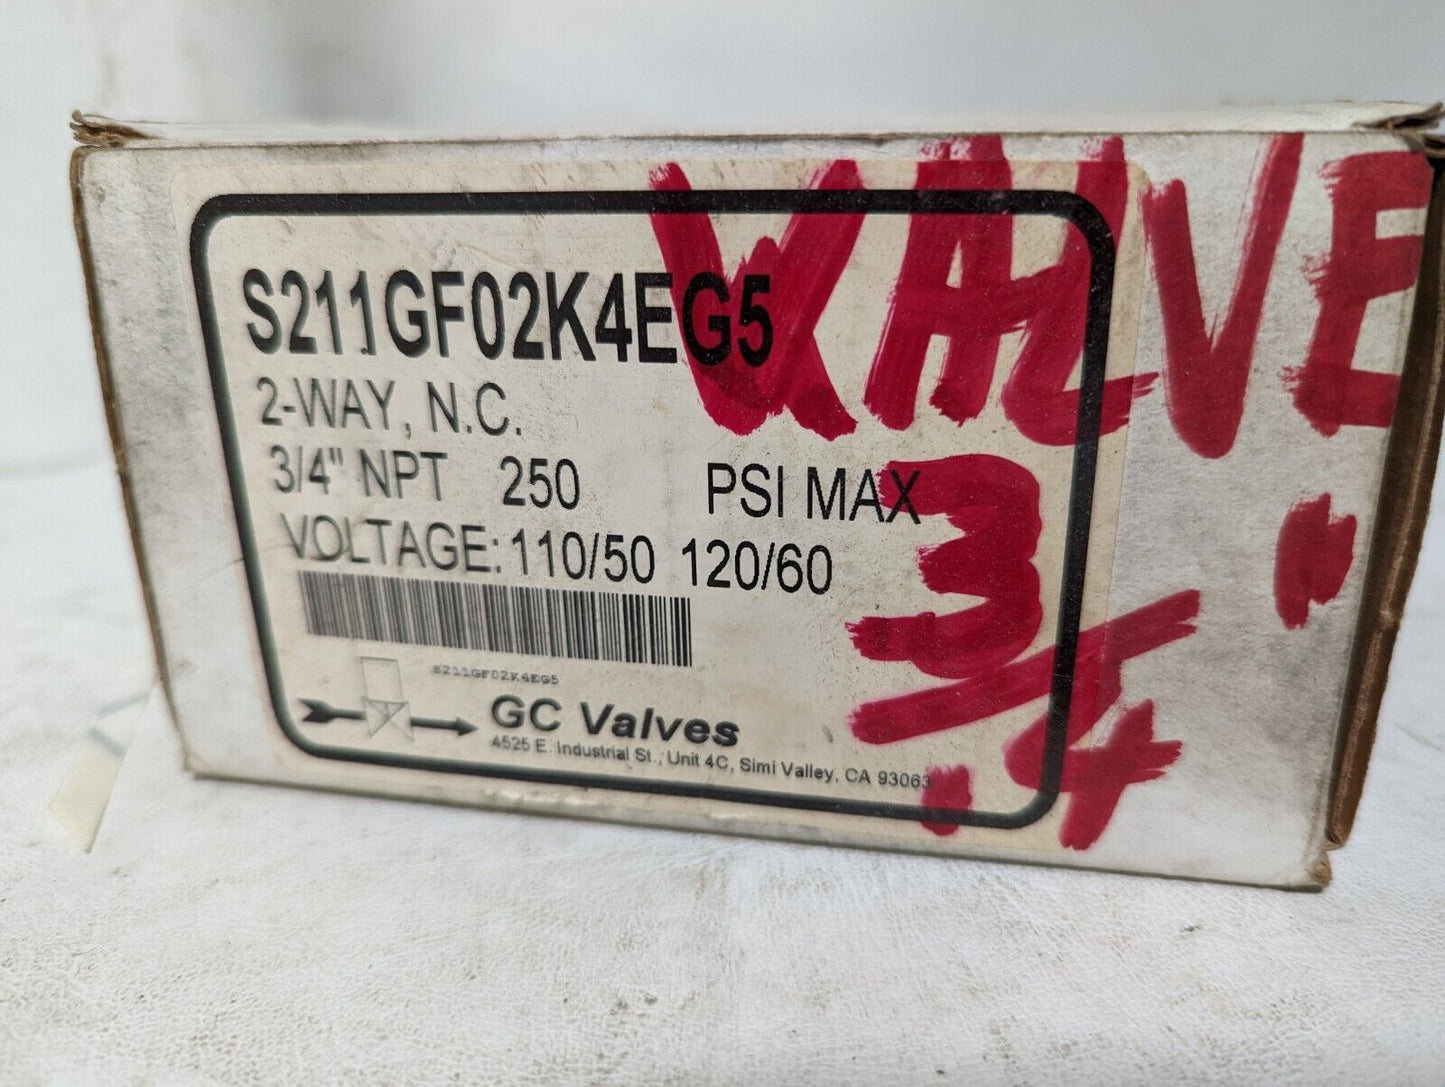 S211GF02K4EG5
2-WAY, N.C.
3/4" NPT 250 PSI MAX
VOLTAGE: 110/50 120/60
S211GF02K4EG5
GC Valves
4525 E. Industrial St., Unit 4C, Simi Valley, CA 93063
VALVE
3/4"